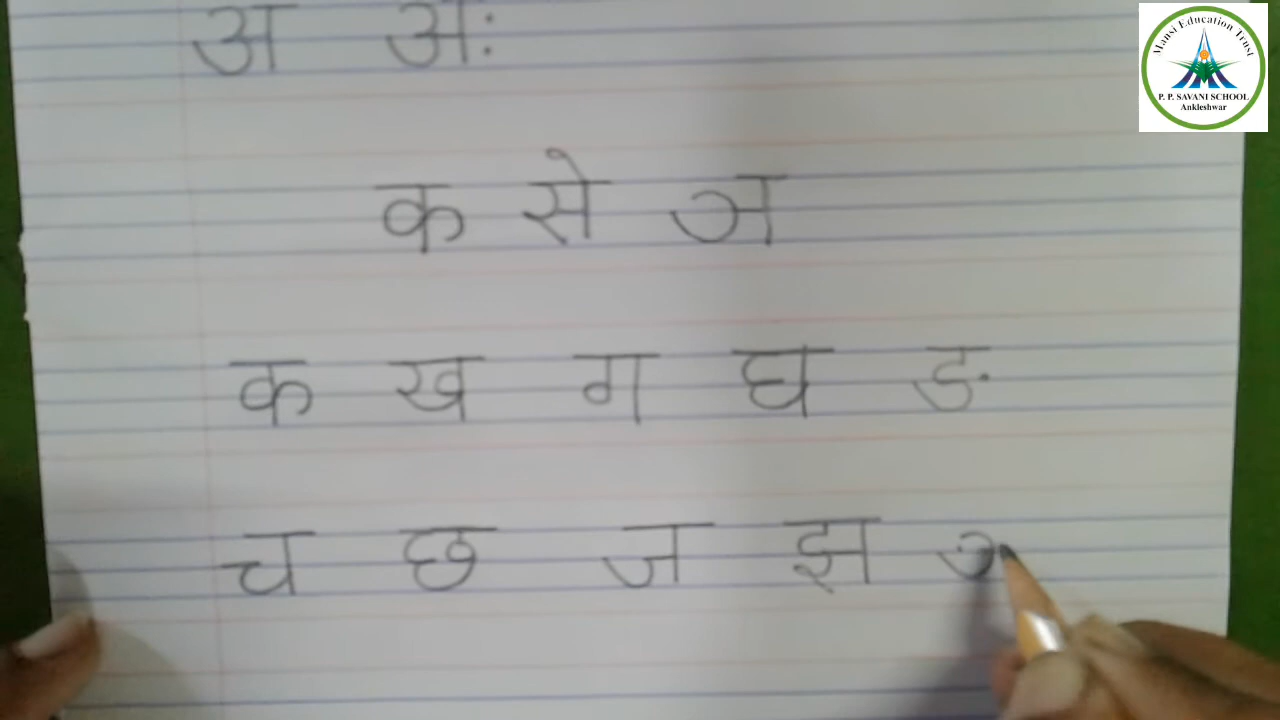 अ अः
क से ञ
क ख ग घ ङ
च छ ज झ
Mansi Education Trust
P. P. SAVANI SCHOOL
Ankleshwar